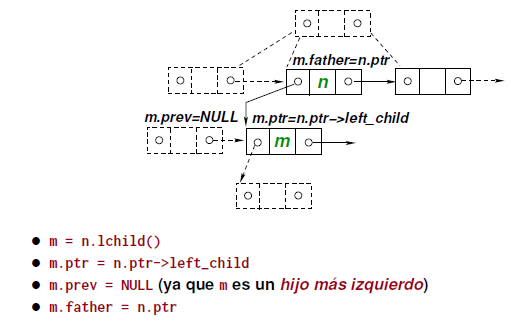 m.father=n.ptr
n
m.prev=NULL m.ptr=n.ptr->left_child
m
● m = n.lchild()
● m.ptr = n.ptr->left_child
● m.prev = NULL (ya que m es un hijo más izquierdo)
● m.father = n.ptr